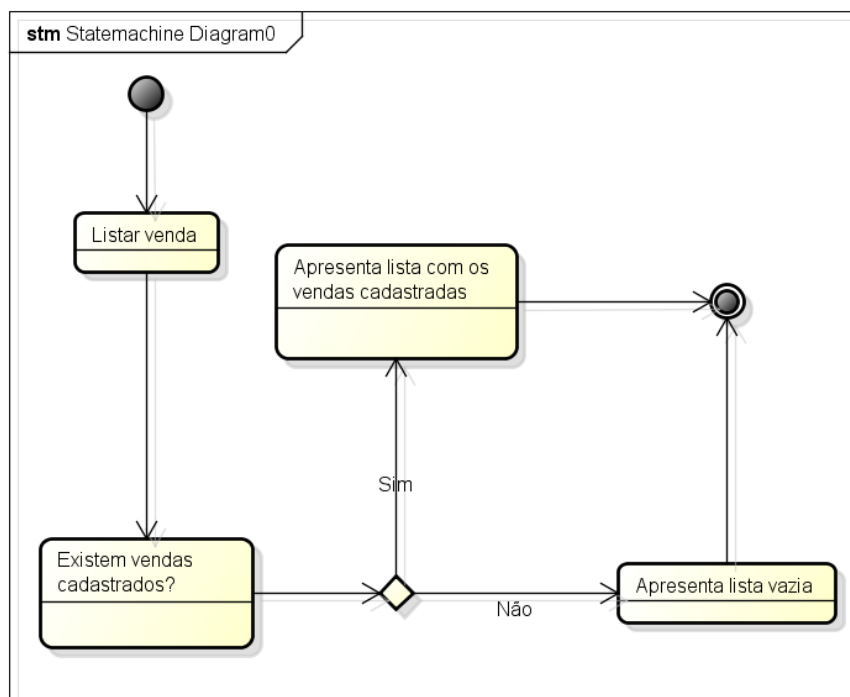 stm Statemachine Diagram0
Listar venda
Apresenta lista com os
vendas cadastradas
Sim
Existem vendas
cadastrados?
Não
Apresenta lista vazia